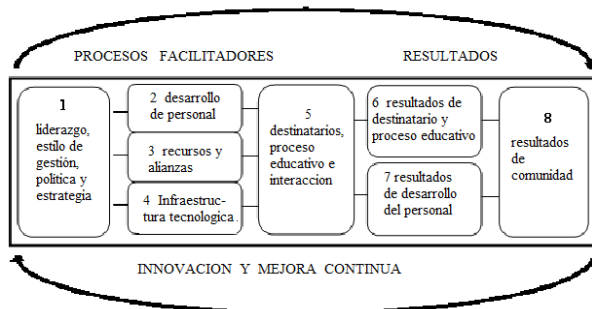 PROCESOS FACILITADORES
RESULTADOS
1
liderazgo,
estilo de
gestión,
politica y
estrategia
2 desarrollo
de personal
3 recursos y
alianzas
4 Infraestruc-
tura tecnologica.
5
destinatarios,
proceso
educativo e
interaccion
6 resultados de
destinatario y
proceso educativo
7 resultados
de desarrollo
del personal
8
resultados
de
comunidad
INNOVACION Y MEJORA CONTINUA